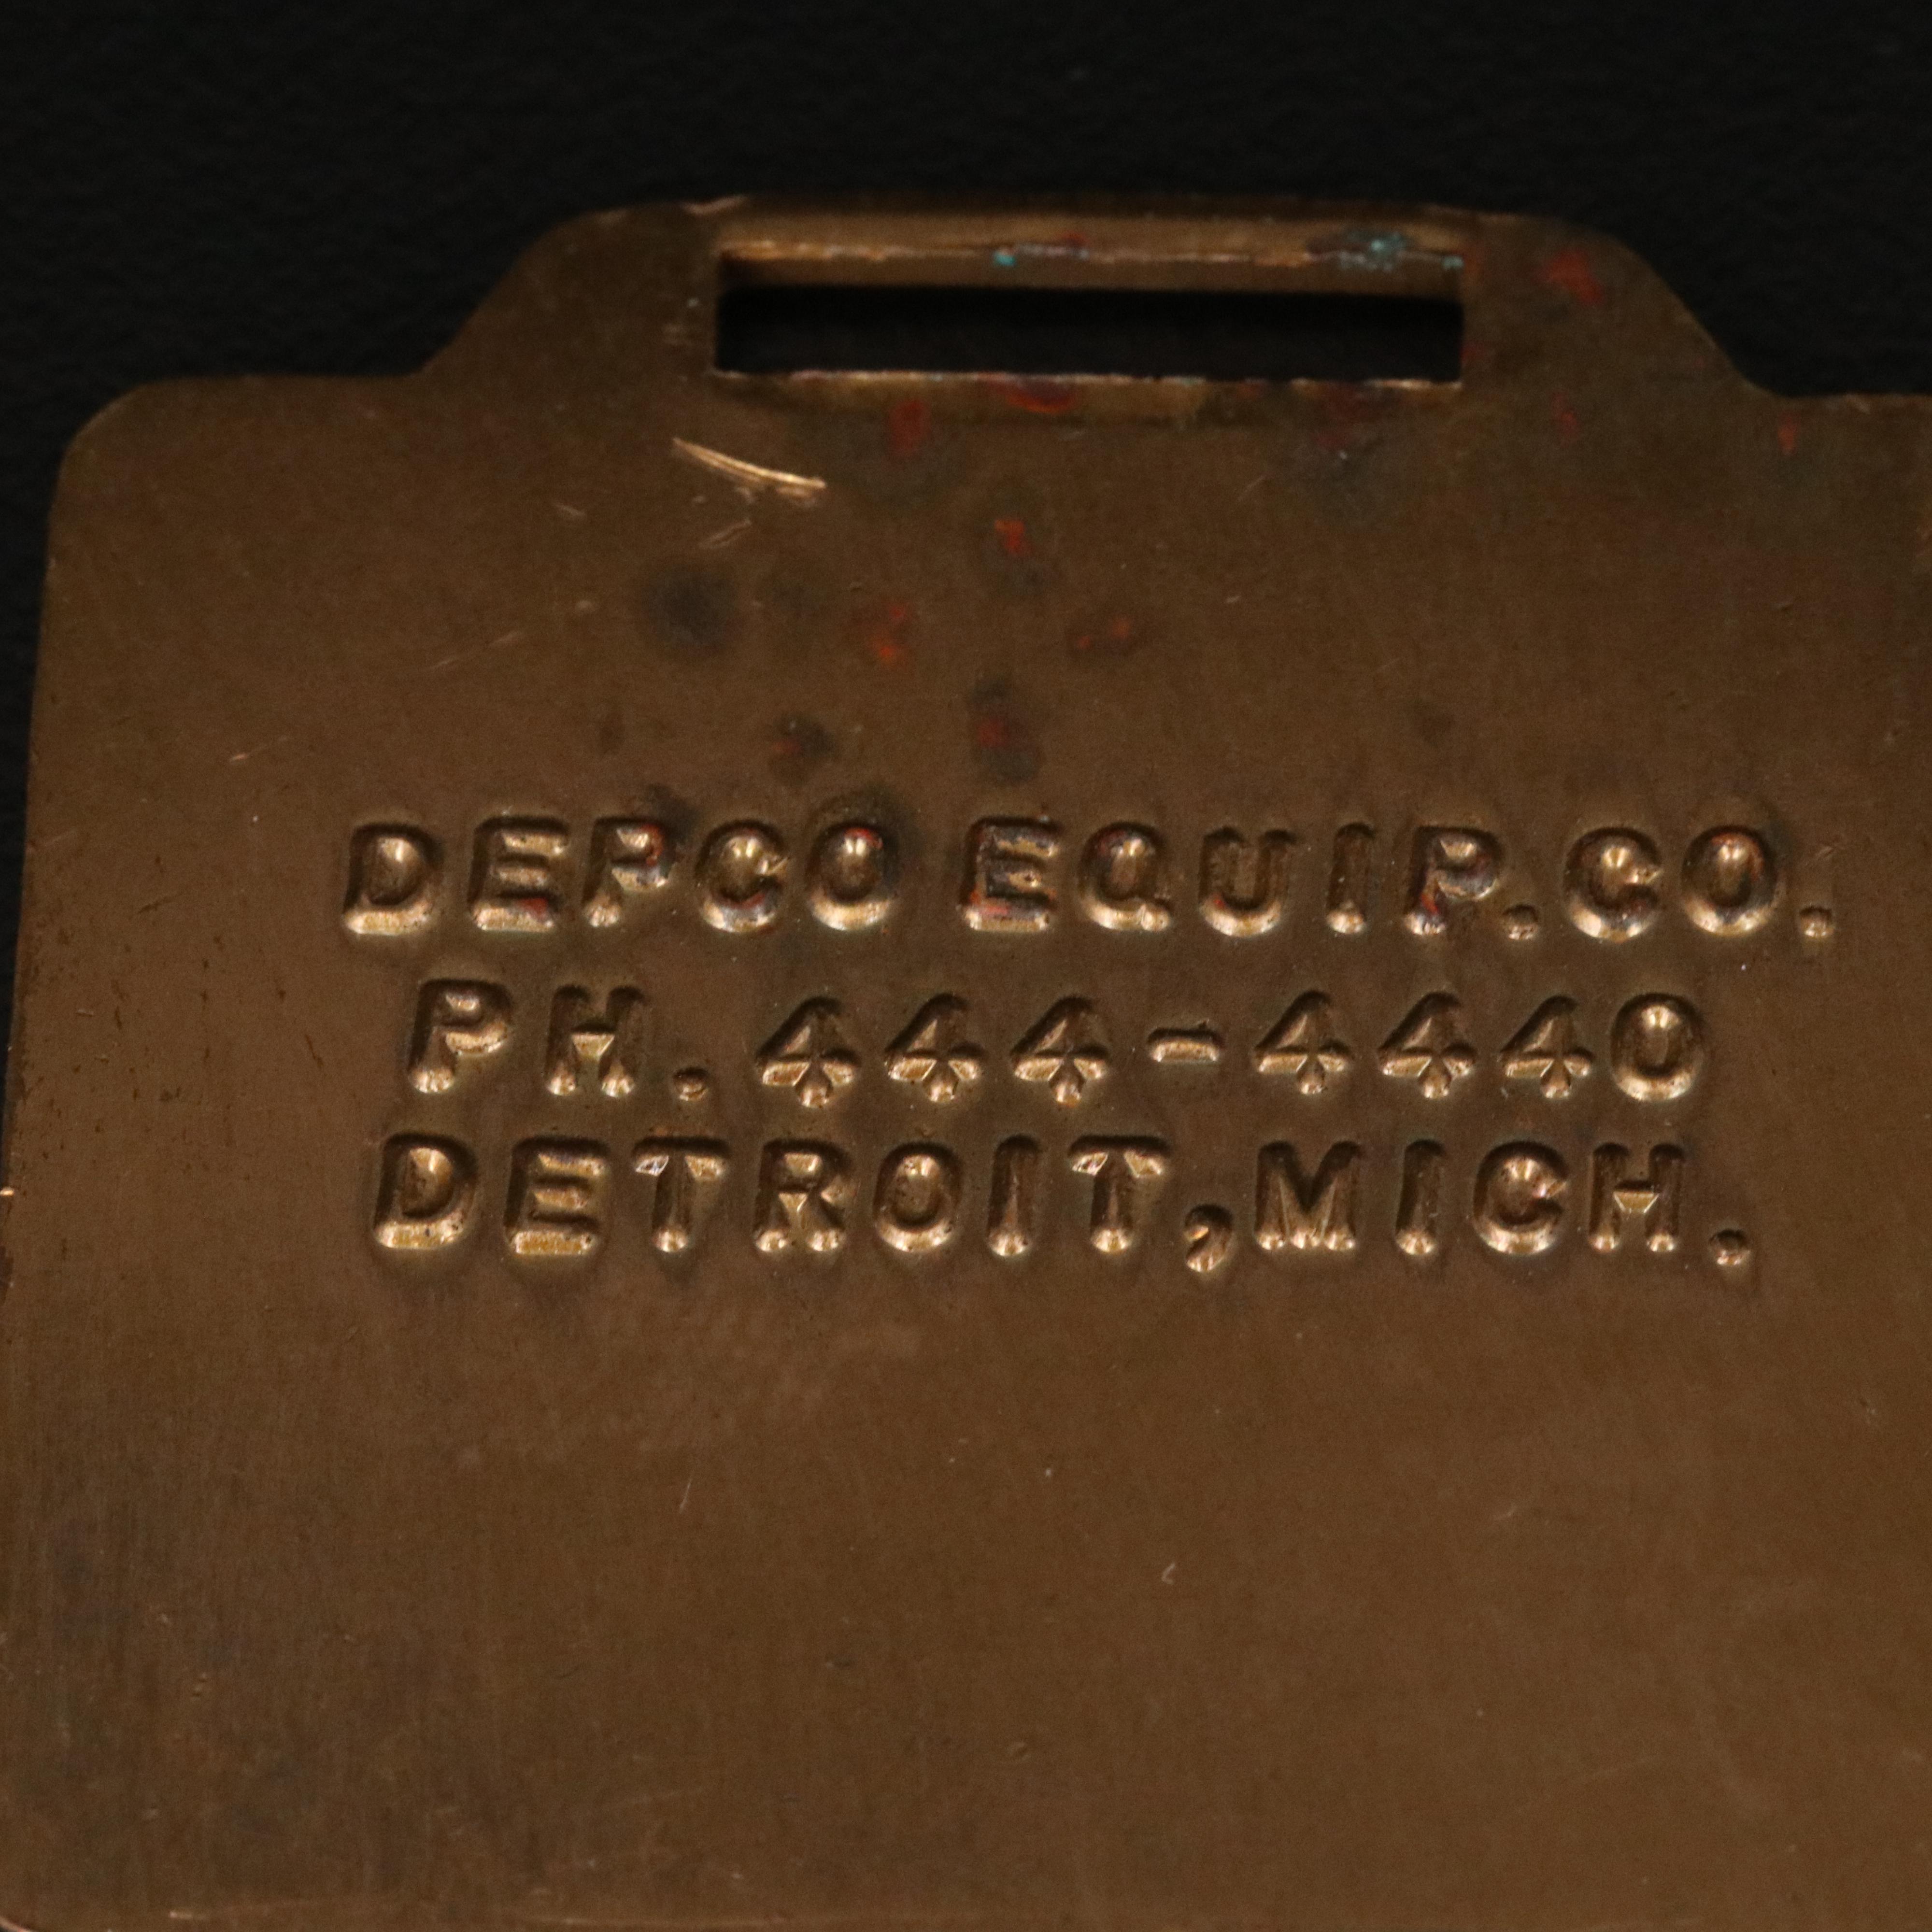 DEPCO EQUIP.CO.
PH. 444-4440
DETROIT,MICH.